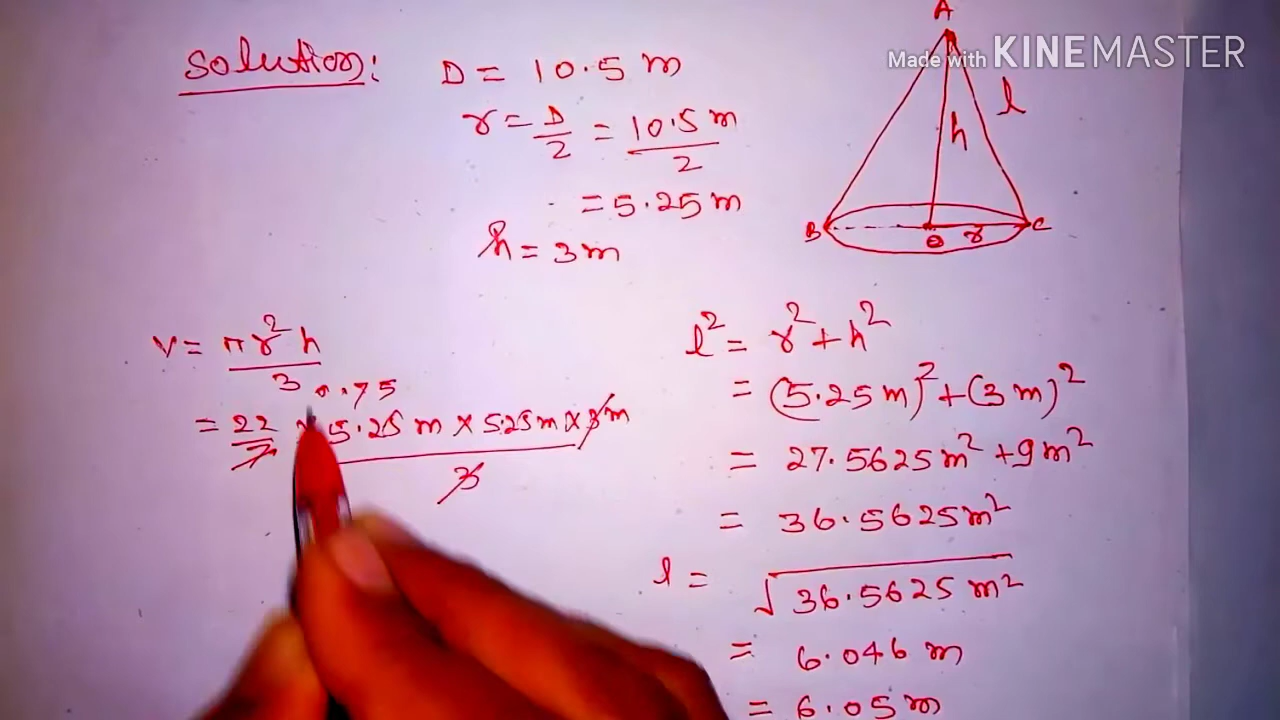 Solution:
D = 10.5 m
r = D/2 = 10.5 m/2
= 5.25 m
h = 3 m
A
l
h
B
O
r
C
Made with KINEMASTER
V = πr²h/3
0.75
= 22/7 × 5.25 m × 5.25 m × 3 m/3
l² = r² + h²
= (5.25 m)² + (3 m)²
= 27.5625 m² + 9 m²
= 36.5625 m²
l = √36.5625 m²
= 6.046 m
= 6.05 m